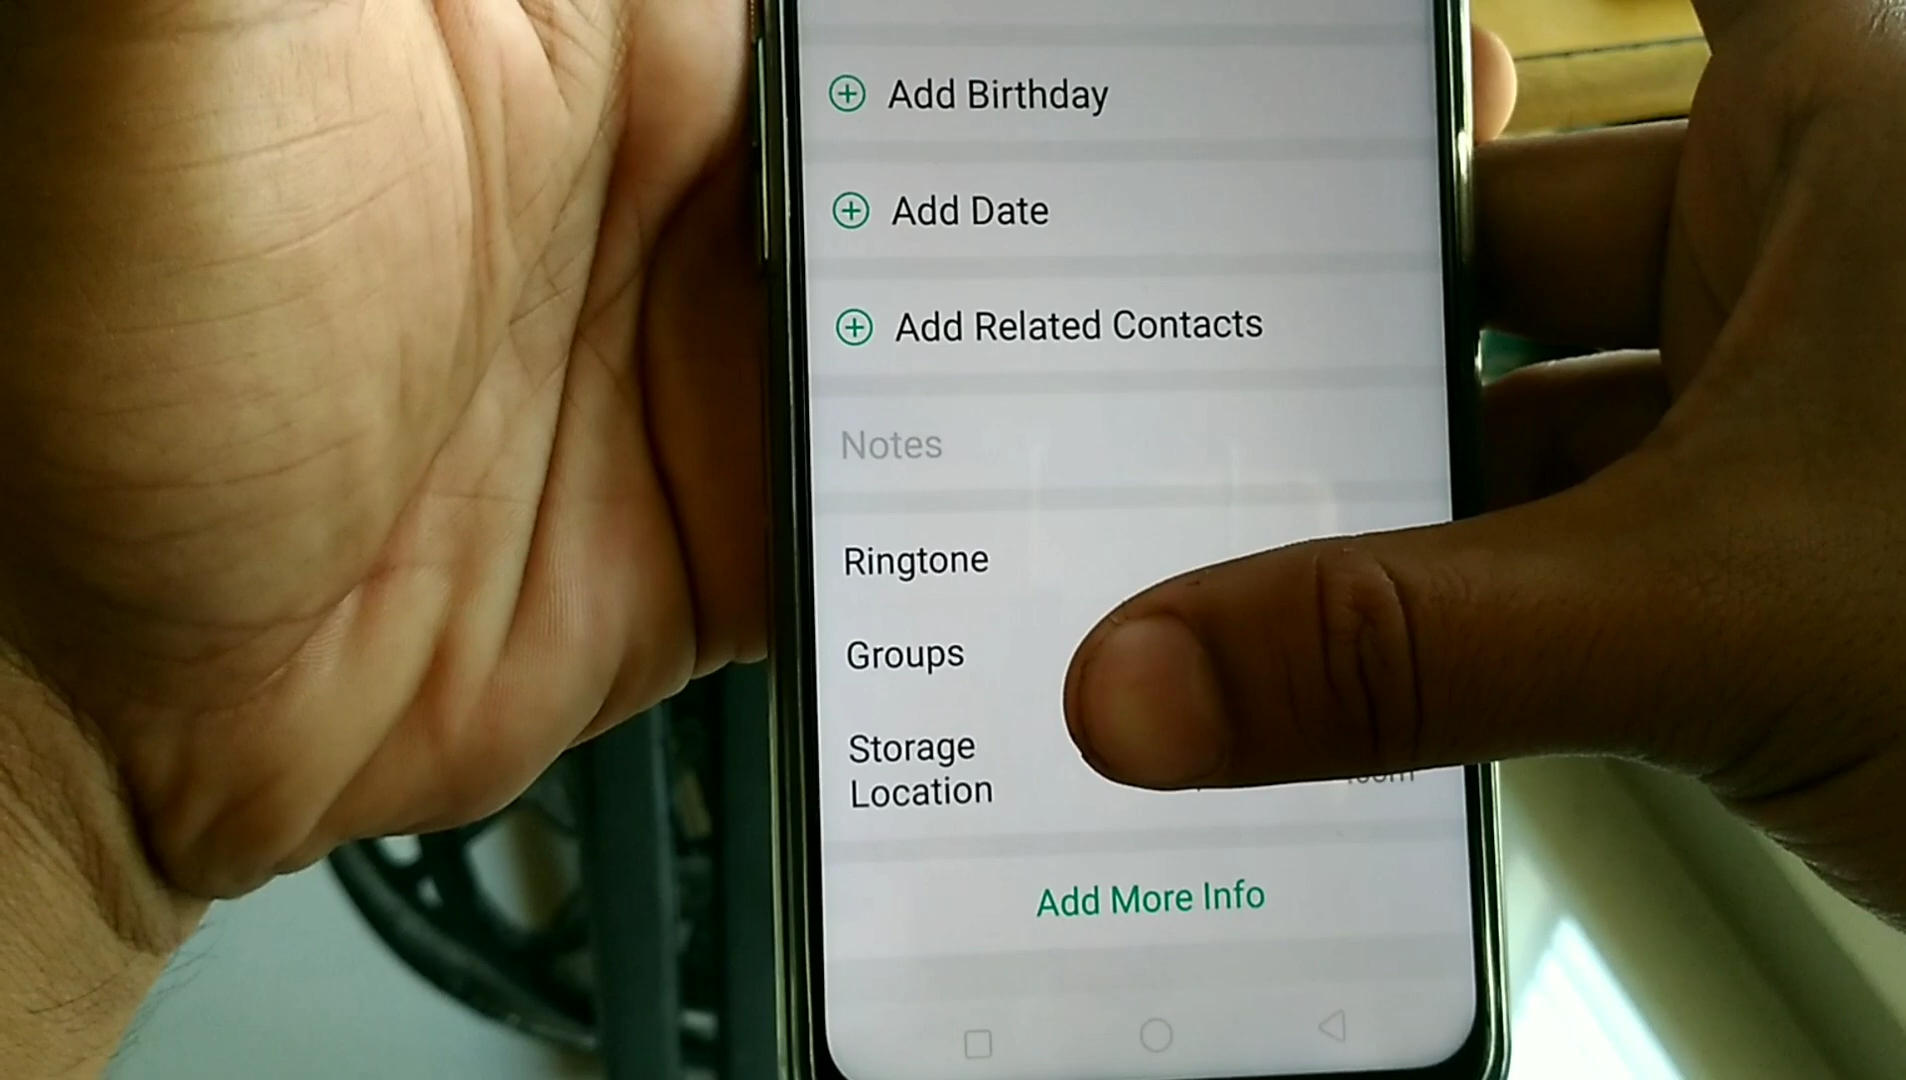 Add Birthday
Add Date
Add Related Contacts
Notes
Ringtone
Groups
Storage
Location
Add More Info